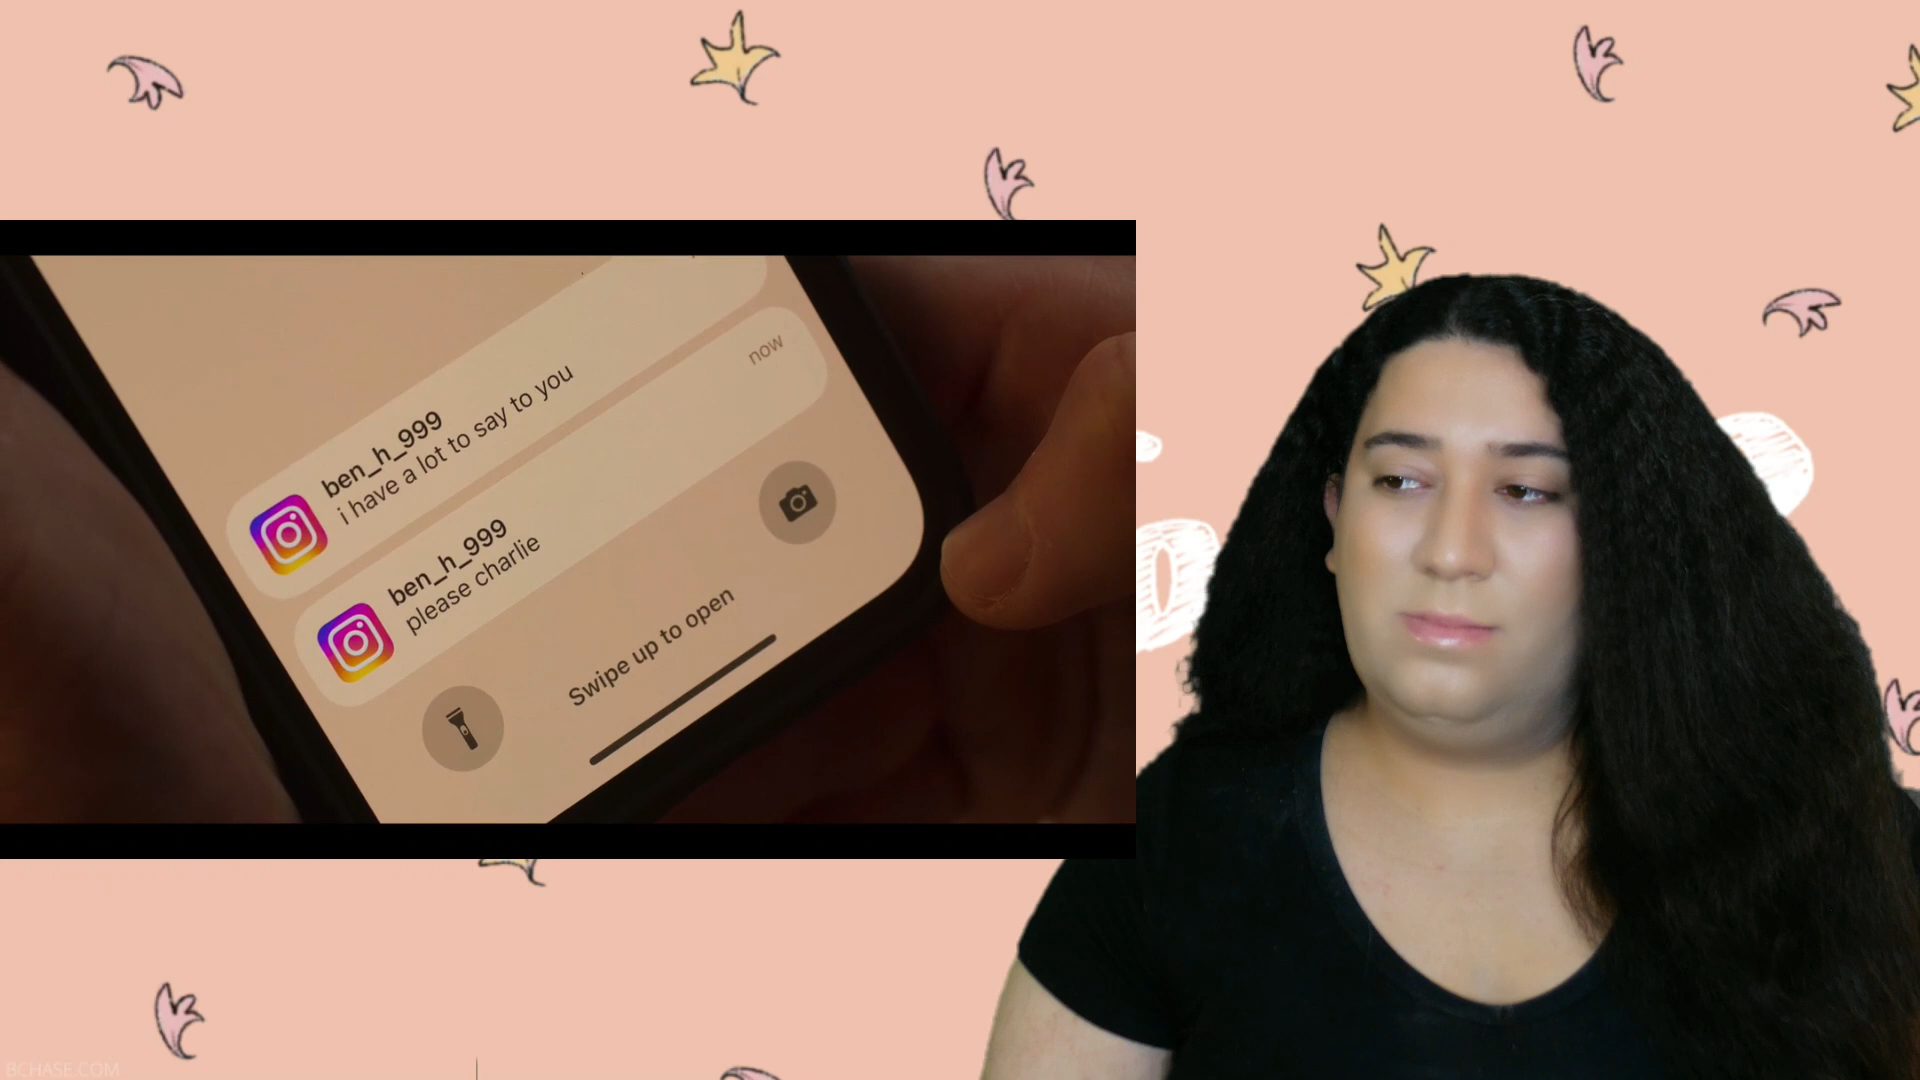 now
ben_h_999
i have a lot to say to you
ben_h_999
please charlie
Swipe up to open
BCHASE.COM